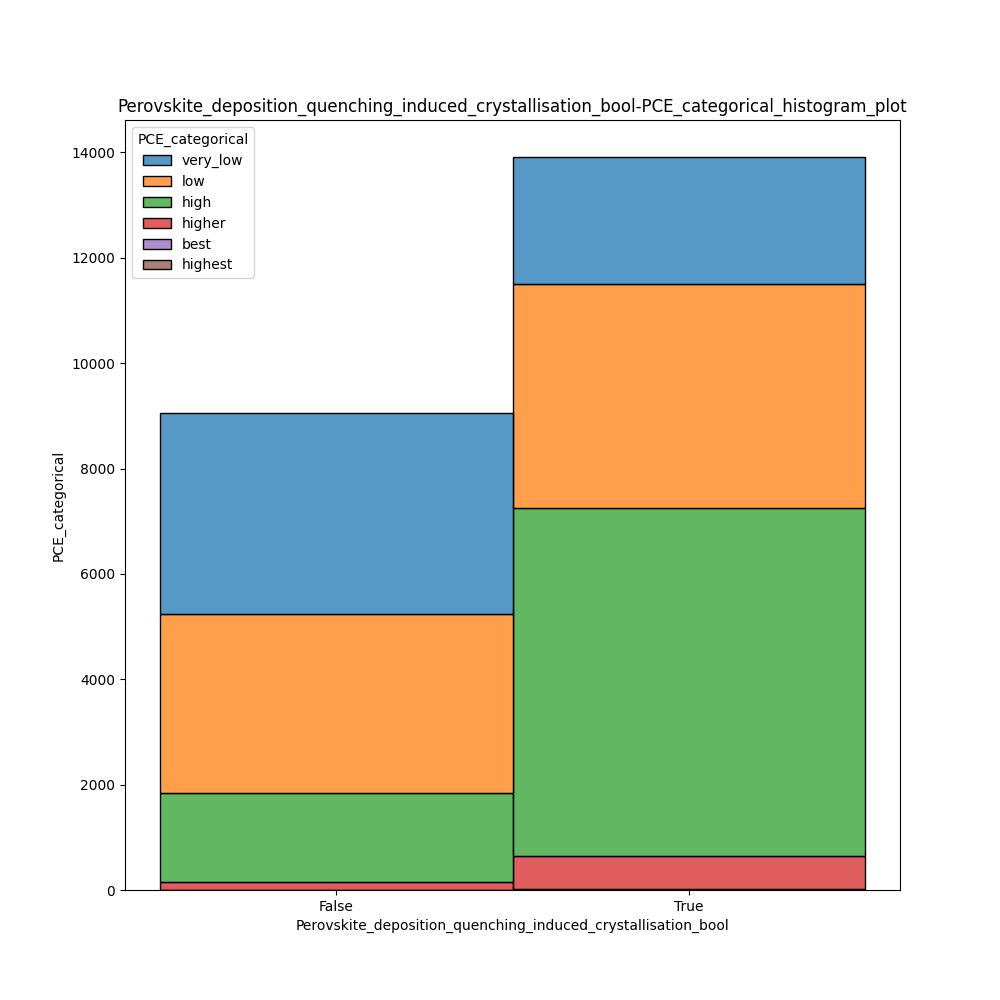 Perovskite_deposition_quenching_induced_crystallisation_bool-PCE_categorical_histogram_plot
PCE_categorical
very_low
low
high
higher
best
highest
14000
12000
10000
8000
6000
4000
2000
0
PCE_categorical
False
True
Perovskite_deposition_quenching_induced_crystallisation_bool